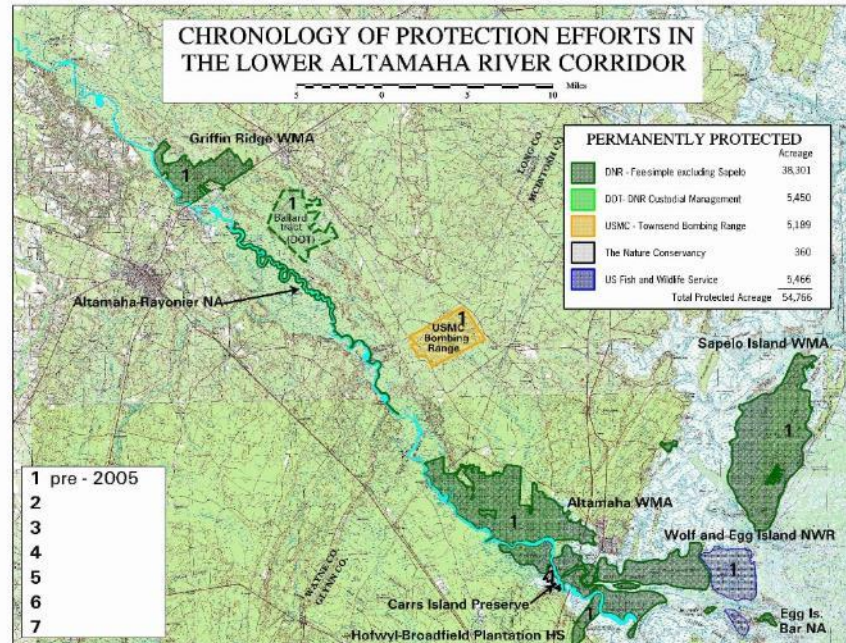 CHRONOLOGY OF PROTECTION EFFORTS IN
THE LOWER ALTAMAHA RIVER CORRIDOR
5 0 5 10 Miles
Griffin Ridge WMA
1
LONG CO.
MCINTOSH CO.
PERMANENTLY PROTECTED
Acreage
DNR - Fee-simple excluding Sapelo 38,301
DOT- DNR Custodial Management 5,450
USMC - Townsend Bombing Range 5,189
The Nature Conservancy 360
US Fish and Wildlife Service 5,466
Total Protected Acreage 54,766
1
Ballard
tract
(DOT)
Altamaha-Rayonier NA
1
USMC
Bombing
Range
Sapelo Island WMA
1
1 pre - 2005
2
3
4
5
6
7
Altamaha WMA
1
Wolf and Egg Island NWR
1
WAYNE CO.
GLYNN CO.
Carrs Island Preserve
1
Egg Is.
Bar NA
Hofwyl-Broadfield Plantation HS